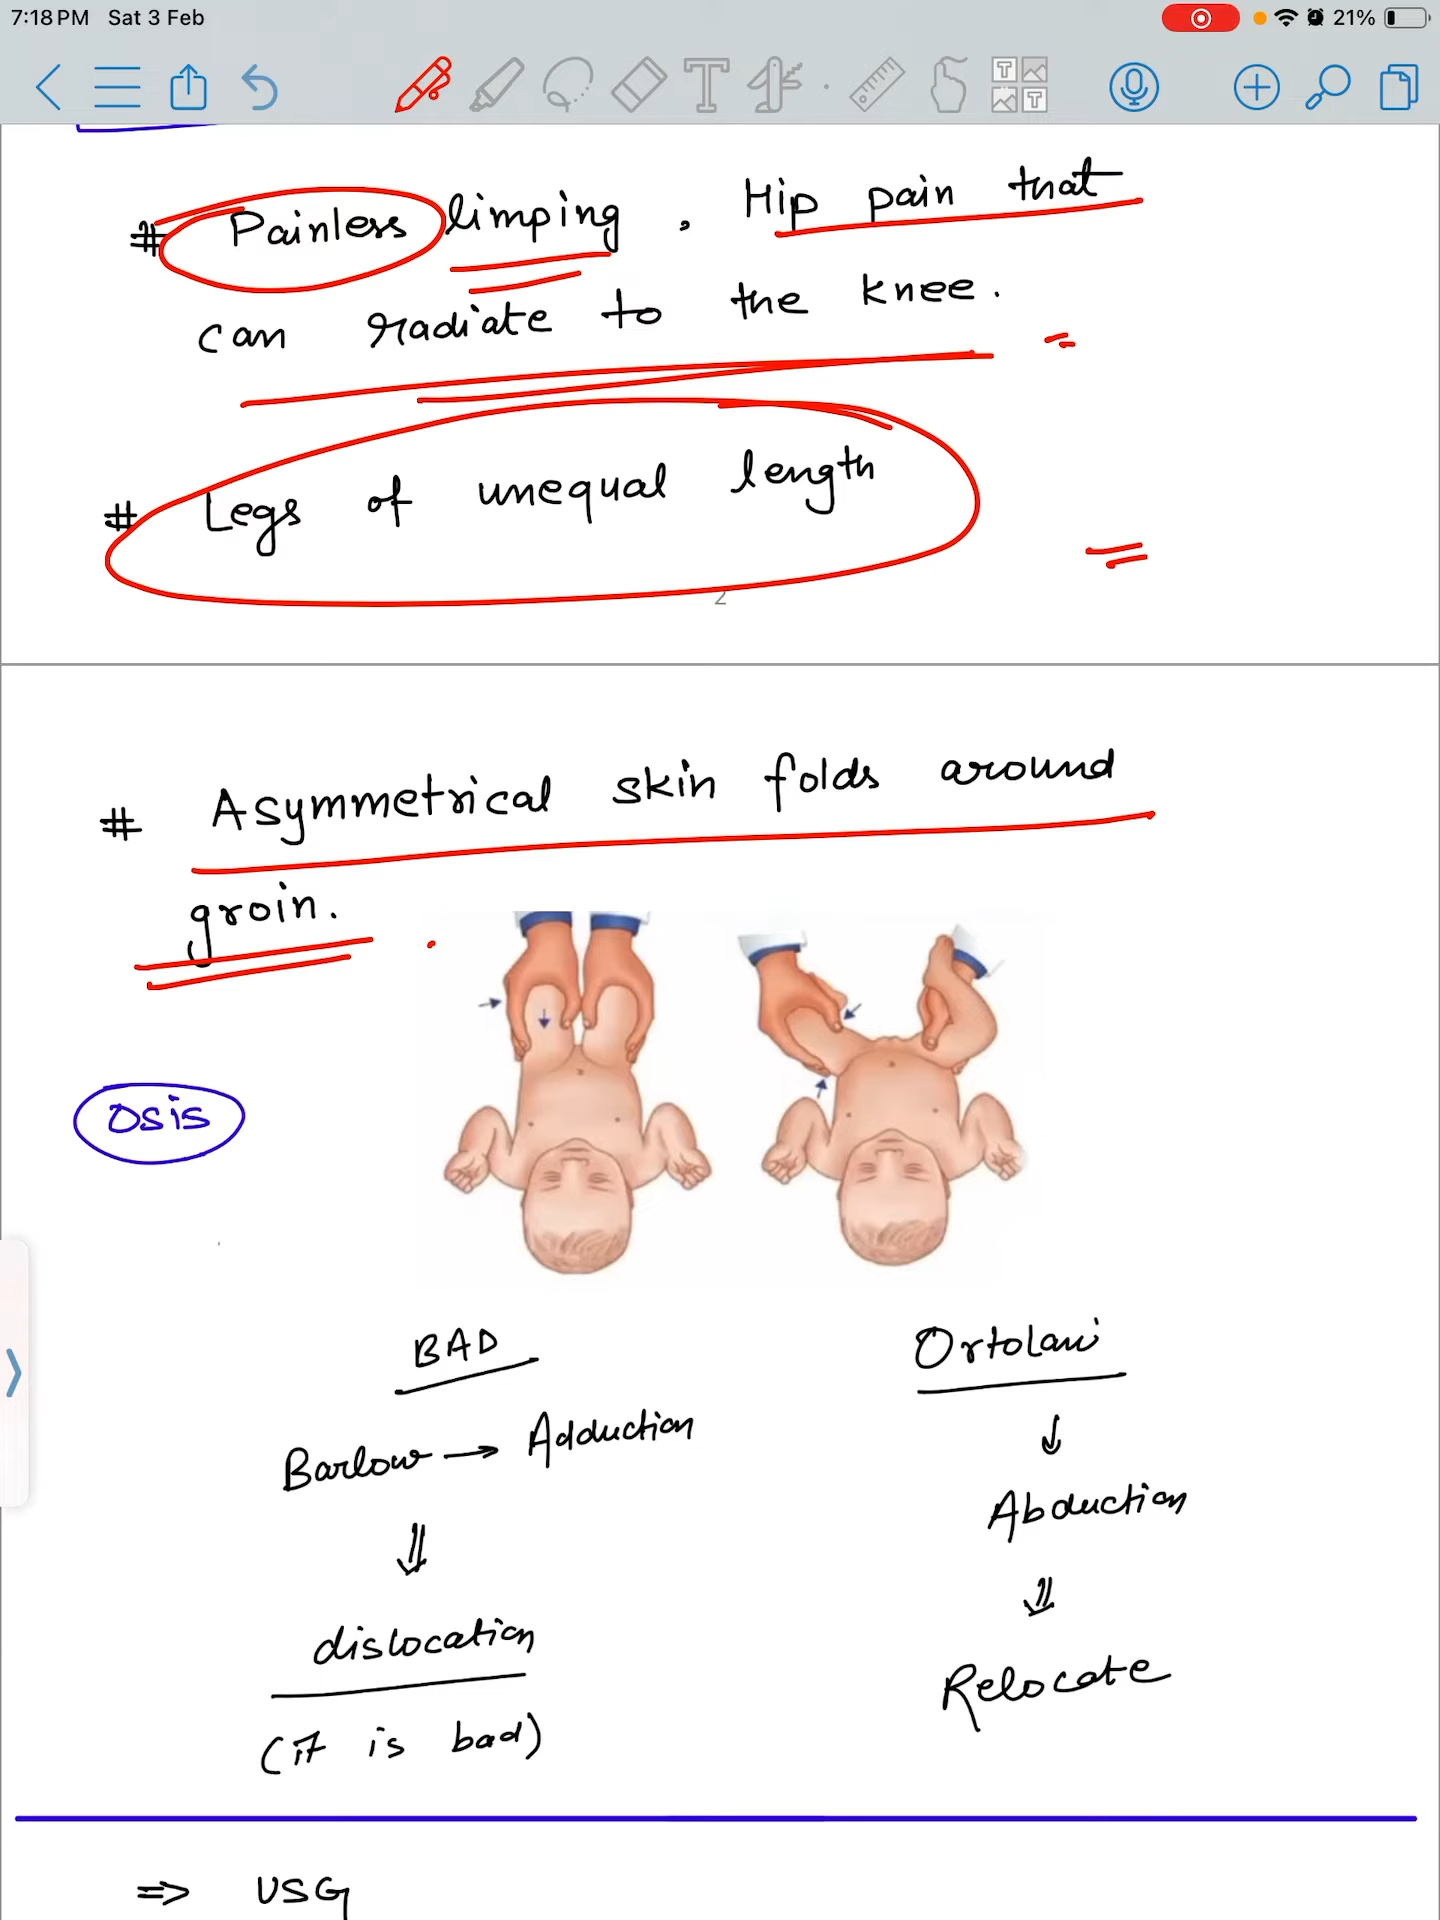 7:18 PM Sat 3 Feb 21%
# Painless limping. Hip pain that
can radiate to the knee.
# Legs of unequal length
2
# Asymmetrical skin folds around
groin.
osis
BAD
Barlow → Adduction
⇓
dislocation
(it is bad)
Ortolani
↓
Abduction
⇓
Relocate
⇒ USG